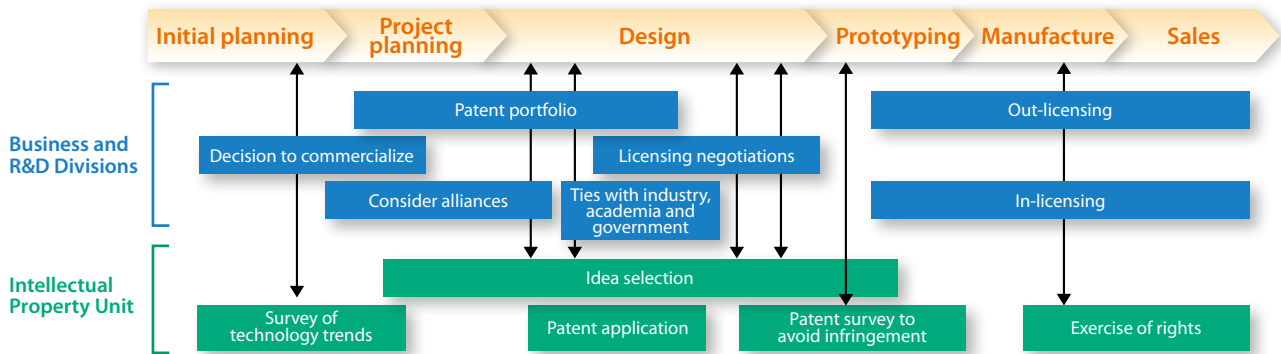 Initial planning
Project
planning
Design
Prototyping
Manufacture
Sales
Business and
R&D Divisions
Patent portfolio
Out-licensing
Decision to commercialize
Licensing negotiations
Consider alliances
Ties with industry,
academia and
government
In-licensing
Intellectual
Property Unit
Idea selection
Survey of
technology trends
Patent application
Patent survey to
avoid infringement
Exercise of rights